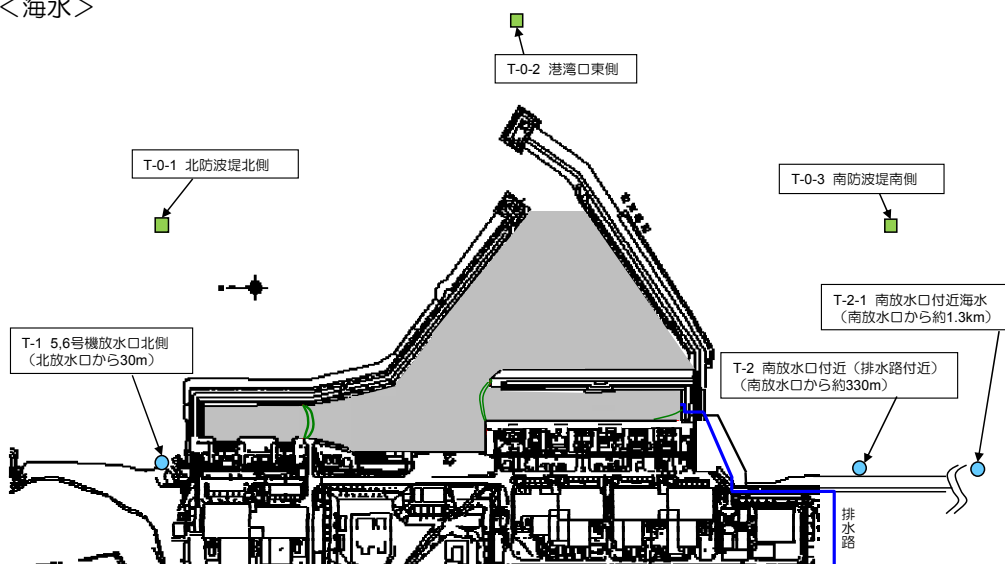 ＜海水＞
T-0-2 港湾口東側
T-0-1 北防波堤北側
T-0-3 南防波堤南側
T-2-1 南放水口付近海水
（南放水口から約1.3km）
T-1 5,6号機放水口北側
（北放水口から30m）
T-2 南放水口付近（排水路付近）
（南放水口から約330m）
排水路